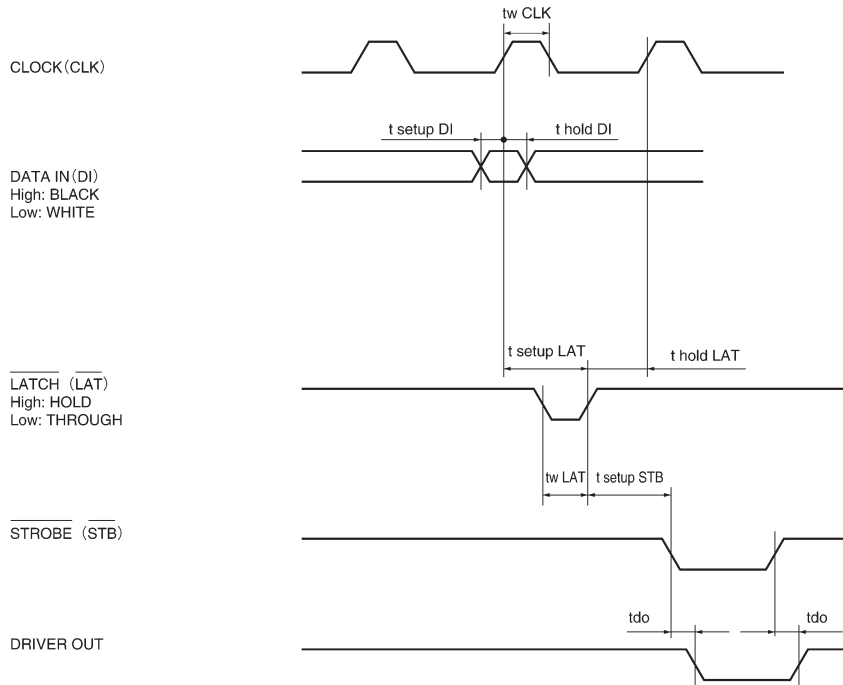 tw CLK
CLOCK(CLK)
t setup DI
t hold DI
DATA IN(DI)
High: BLACK
Low: WHITE
t setup LAT
t hold LAT
LATCH (LAT)
High: HOLD
Low: THROUGH
tw LAT
t setup STB
STROBE (STB)
tdo
tdo
DRIVER OUT